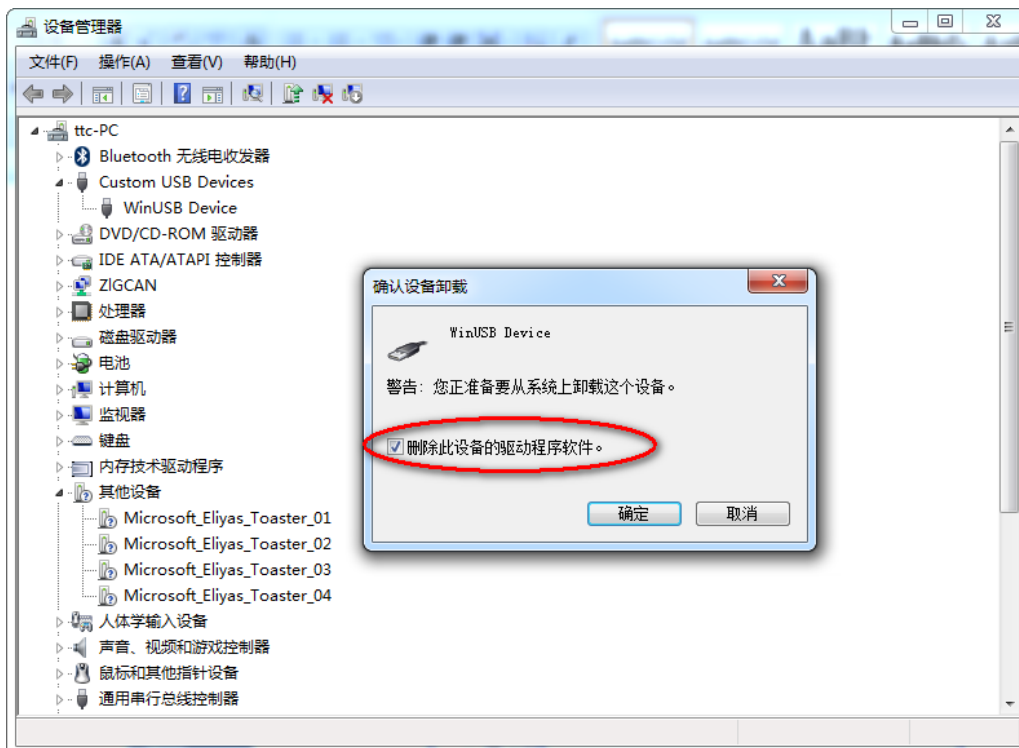 设备管理器
文件(F) 操作(A) 查看(V) 帮助(H)
ttc-PC
Bluetooth 无线电收发器
Custom USB Devices
WinUSB Device
DVD/CD-ROM 驱动器
IDE ATA/ATAPI 控制器
ZlGCAN
处理器
磁盘驱动器
电池
计算机
监视器
键盘
内存技术驱动程序
其他设备
Microsoft_Eliyas_Toaster_01
Microsoft_Eliyas_Toaster_02
Microsoft_Eliyas_Toaster_03
Microsoft_Eliyas_Toaster_04
人体学输入设备
声音、视频和游戏控制器
鼠标和其他指针设备
通用串行总线控制器
确认设备卸载
WinUSB Device
警告: 您正准备要从系统上卸载这个设备。
删除此设备的驱动程序软件。
确定 取消